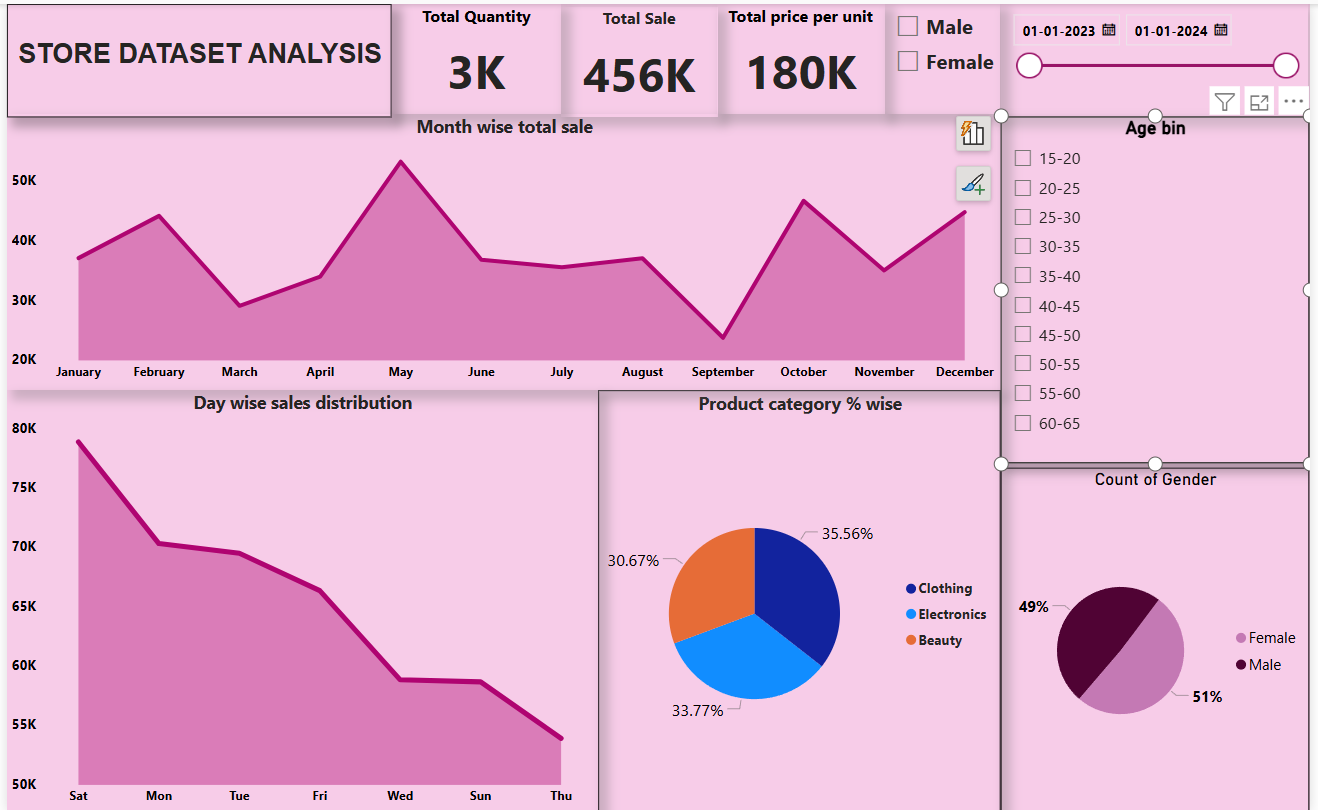 STORE DATASET ANALYSIS
Total Quantity
3K
Total Sale
456K
Total price per unit
180K
Male
Female
01-01-2023
01-01-2024
Month wise total sale
50K
40K
30K
20K
January February March April May June July August September October November December
Age bin
15-20
20-25
25-30
30-35
35-40
40-45
45-50
50-55
55-60
60-65
Day wise sales distribution
80K
75K
70K
65K
60K
55K
50K
Sat Mon Tue Fri Wed Sun Thu
Product category % wise
35.56%
30.67%
33.77%
Clothing
Electronics
Beauty
Count of Gender
49%
51%
Female
Male